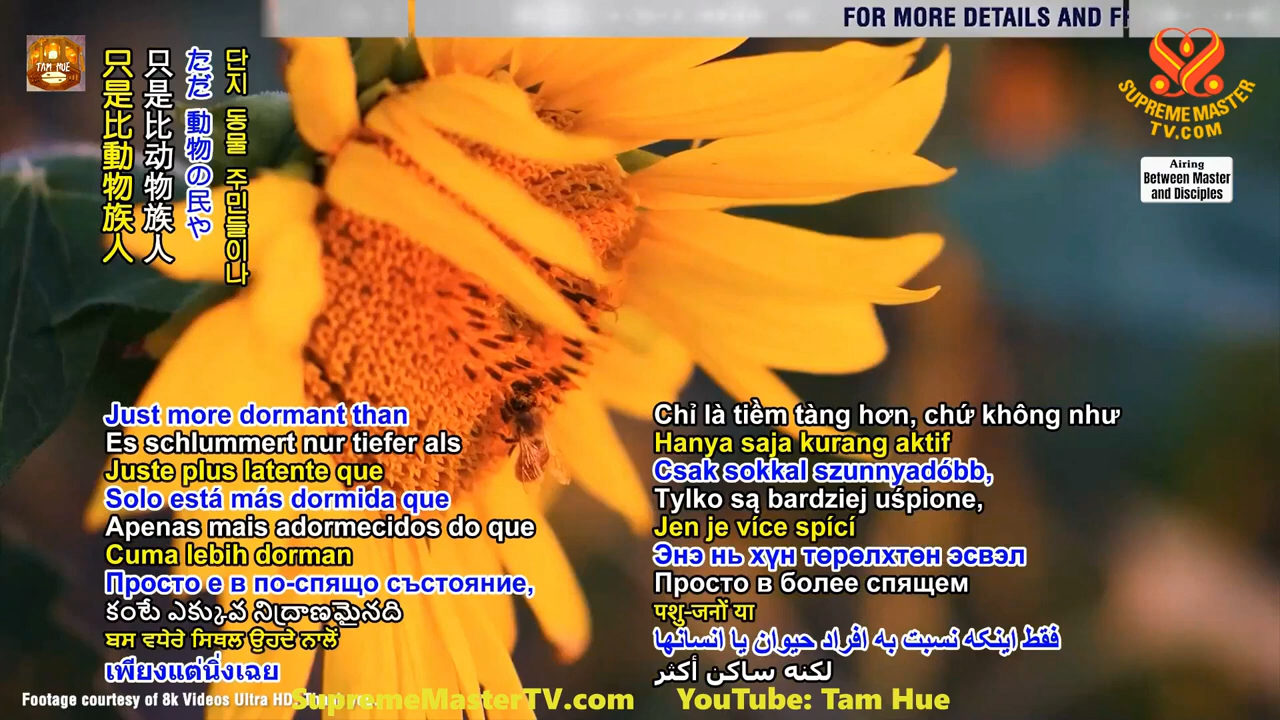 FOR MORE DETAILS AND
TAM HUE
只是比動物族人
只是比动物族人
ただ 動物の民や
단지 동물 주민들이나
SUPREME MASTER
TV.COM
Airing
Between Master
and Disciples
Just more dormant than
Es schlummert nur tiefer als
Juste plus latente que
Solo está más dormida que
Apenas mais adormecidos do que
Cuma lebih dorman
Просто е в по-спящо състояние,
కంటే ఎక్కువ నిద్రాణమైనది
ਬਸ ਵਧੇਰੇ ਸਿਥਲ ਉਹਦੇ ਨਾਲੋਂ
เพียงแต่นิ่งเฉย
Chỉ là tiềm tàng hơn, chứ không như
Hanya saja kurang aktif
Csak sokkal szunnyadóbb,
Tylko są bardziej uśpione,
Jen je více spící
Энэ нь хүн төрөлхтөн эсвэл
Просто в более спящем
पशु-जनों या
فقط اینکه نسبت به افراد حیوان یا انسانها
لكنه ساكن أكثر
Footage courtesy of 8k Videos Ultra HD
SupremeMasterTV.com
YouTube: Tam Hue